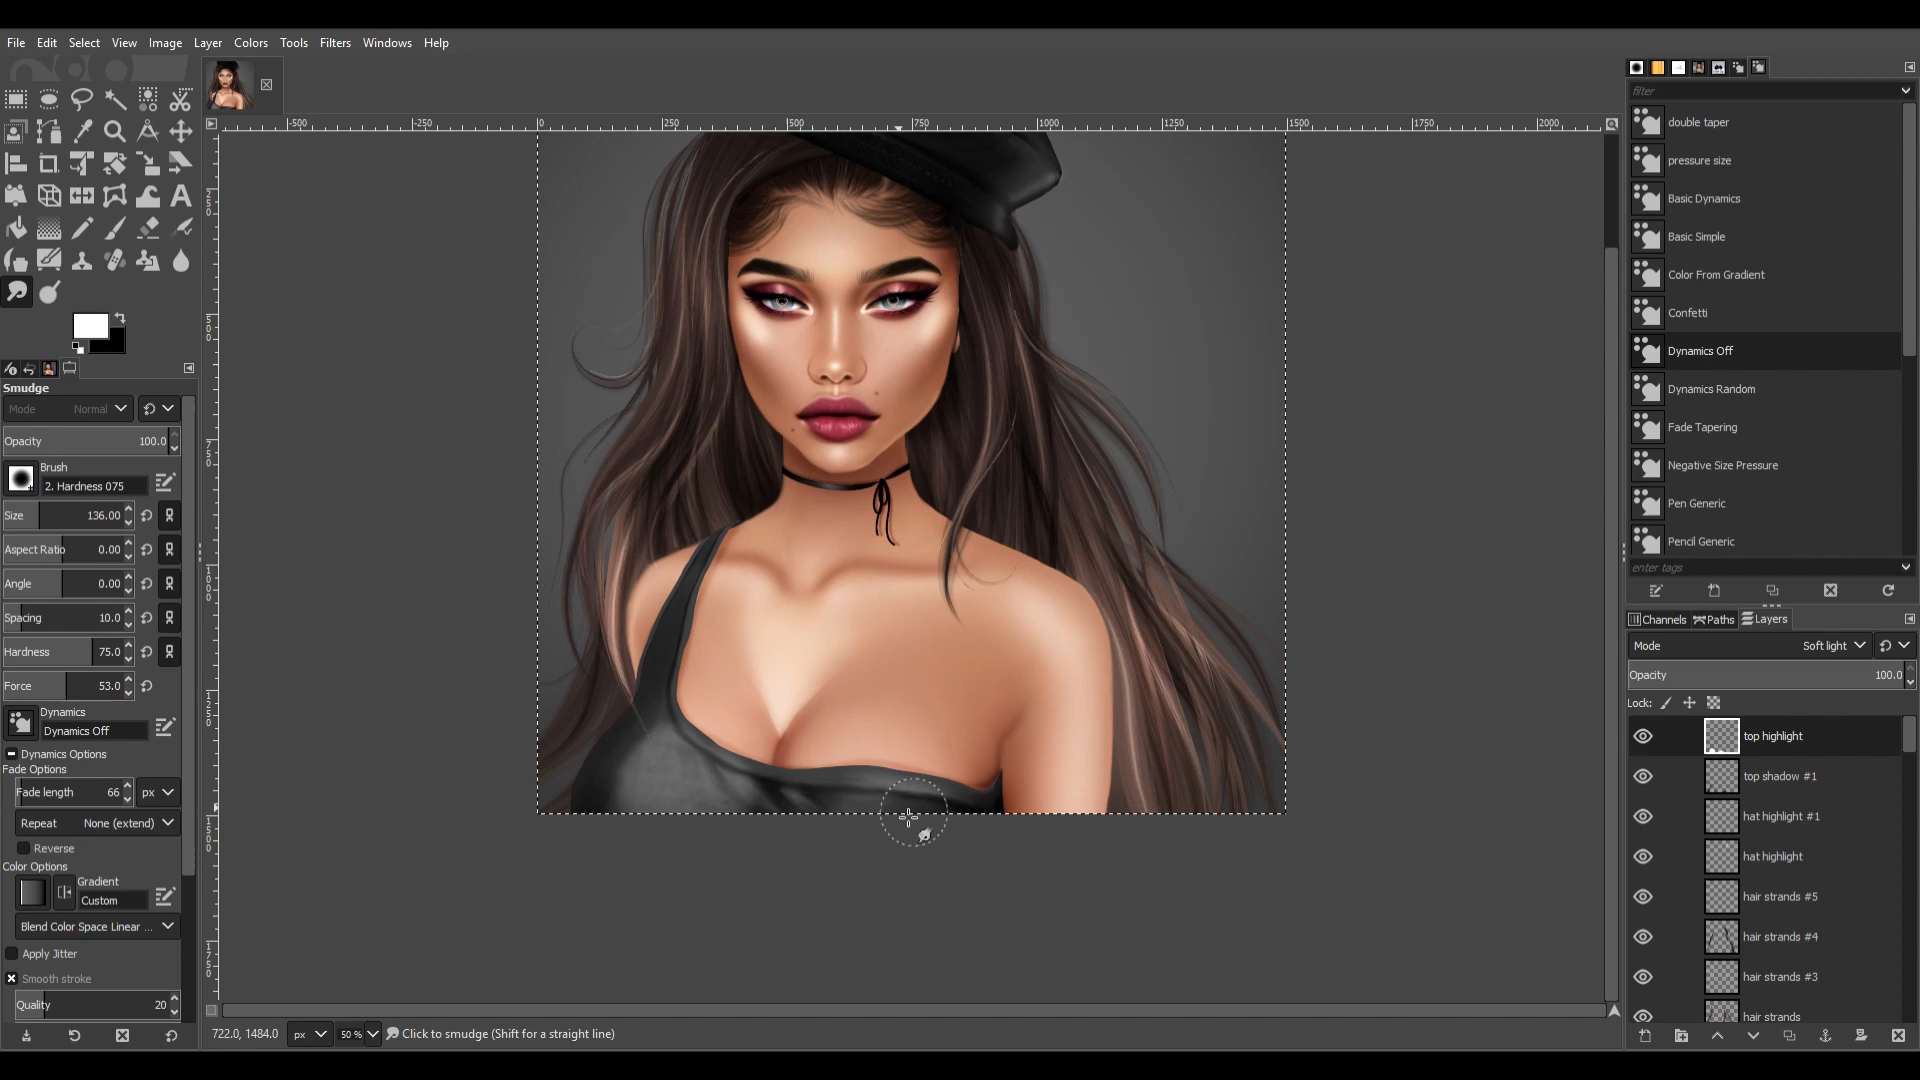 File Edit Select View Image Layer Colors Tools Filters Windows Help
-500 -250 0 250 500 750 1000 1250 1500 1750 2000
250
500
750
1000
1250
1500
1750
Smudge
Mode Normal
Opacity 100.0
Brush
2. Hardness 075
Size 136.00
Aspect Ratio 0.00
Angle 0.00
Spacing 10.0
Hardness 75.0
Force 53.0
Dynamics
Dynamics Off
Dynamics Options
Fade Options
Fade length 66 px
Repeat None (extend)
Reverse
Color Options
Gradient
Custom
Blend Color Space Linear ...
Apply Jitter
Smooth stroke
Quality 20
722.0, 1484.0 px 50 % Click to smudge (Shift for a straight line)
filter
double taper
pressure size
Basic Dynamics
Basic Simple
Color From Gradient
Confetti
Dynamics Off
Dynamics Random
Fade Tapering
Negative Size Pressure
Pen Generic
Pencil Generic
enter tags
Channels Paths Layers
Mode Soft light
Opacity 100.0
Lock:
top highlight
top shadow #1
hat highlight #1
hat highlight
hair strands #5
hair strands #4
hair strands #3
hair strands